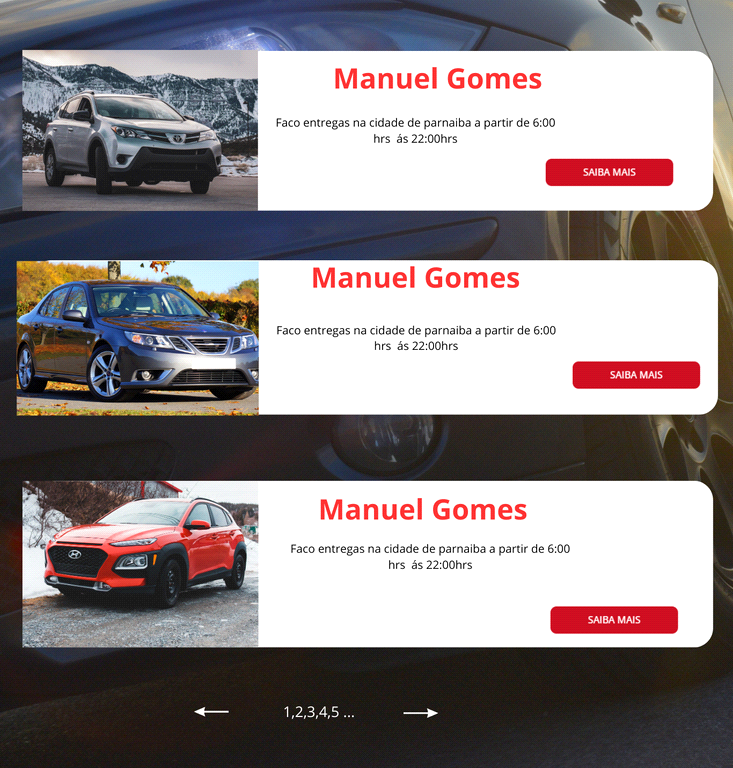 Manuel Gomes
Faco entregas na cidade de parnaiba a partir de 6:00
hrs  ás 22:00hrs
SAIBA MAIS
Manuel Gomes
Faco entregas na cidade de parnaiba a partir de 6:00
hrs  ás 22:00hrs
SAIBA MAIS
Manuel Gomes
Faco entregas na cidade de parnaiba a partir de 6:00
hrs  ás 22:00hrs
SAIBA MAIS
1,2,3,4,5 ...